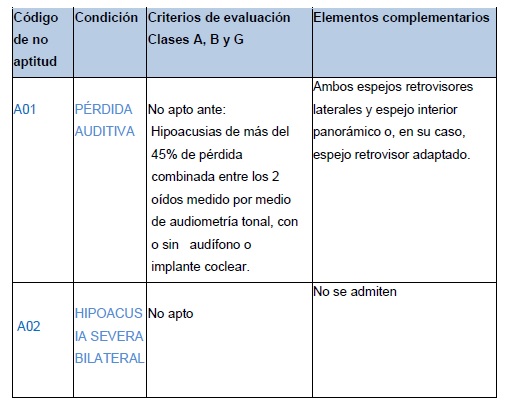 Código de no aptitud
Condición
Criterios de evaluación Clases A, B y G
Elementos complementarios
A01
PÉRDIDA
AUDITIVA
No apto ante:
Hipoacusias de más del
45% de pérdida
combinada entre los 2
oídos medido por medio
de audiometría tonal, con
o sin audífono o
implante coclear.
Ambos espejos retrovisores
laterales y espejo interior
panorámico o, en su caso,
espejo retrovisor adaptado.
A02
HIPOACUS
IA SEVERA
BILATERAL
No apto
No se admiten